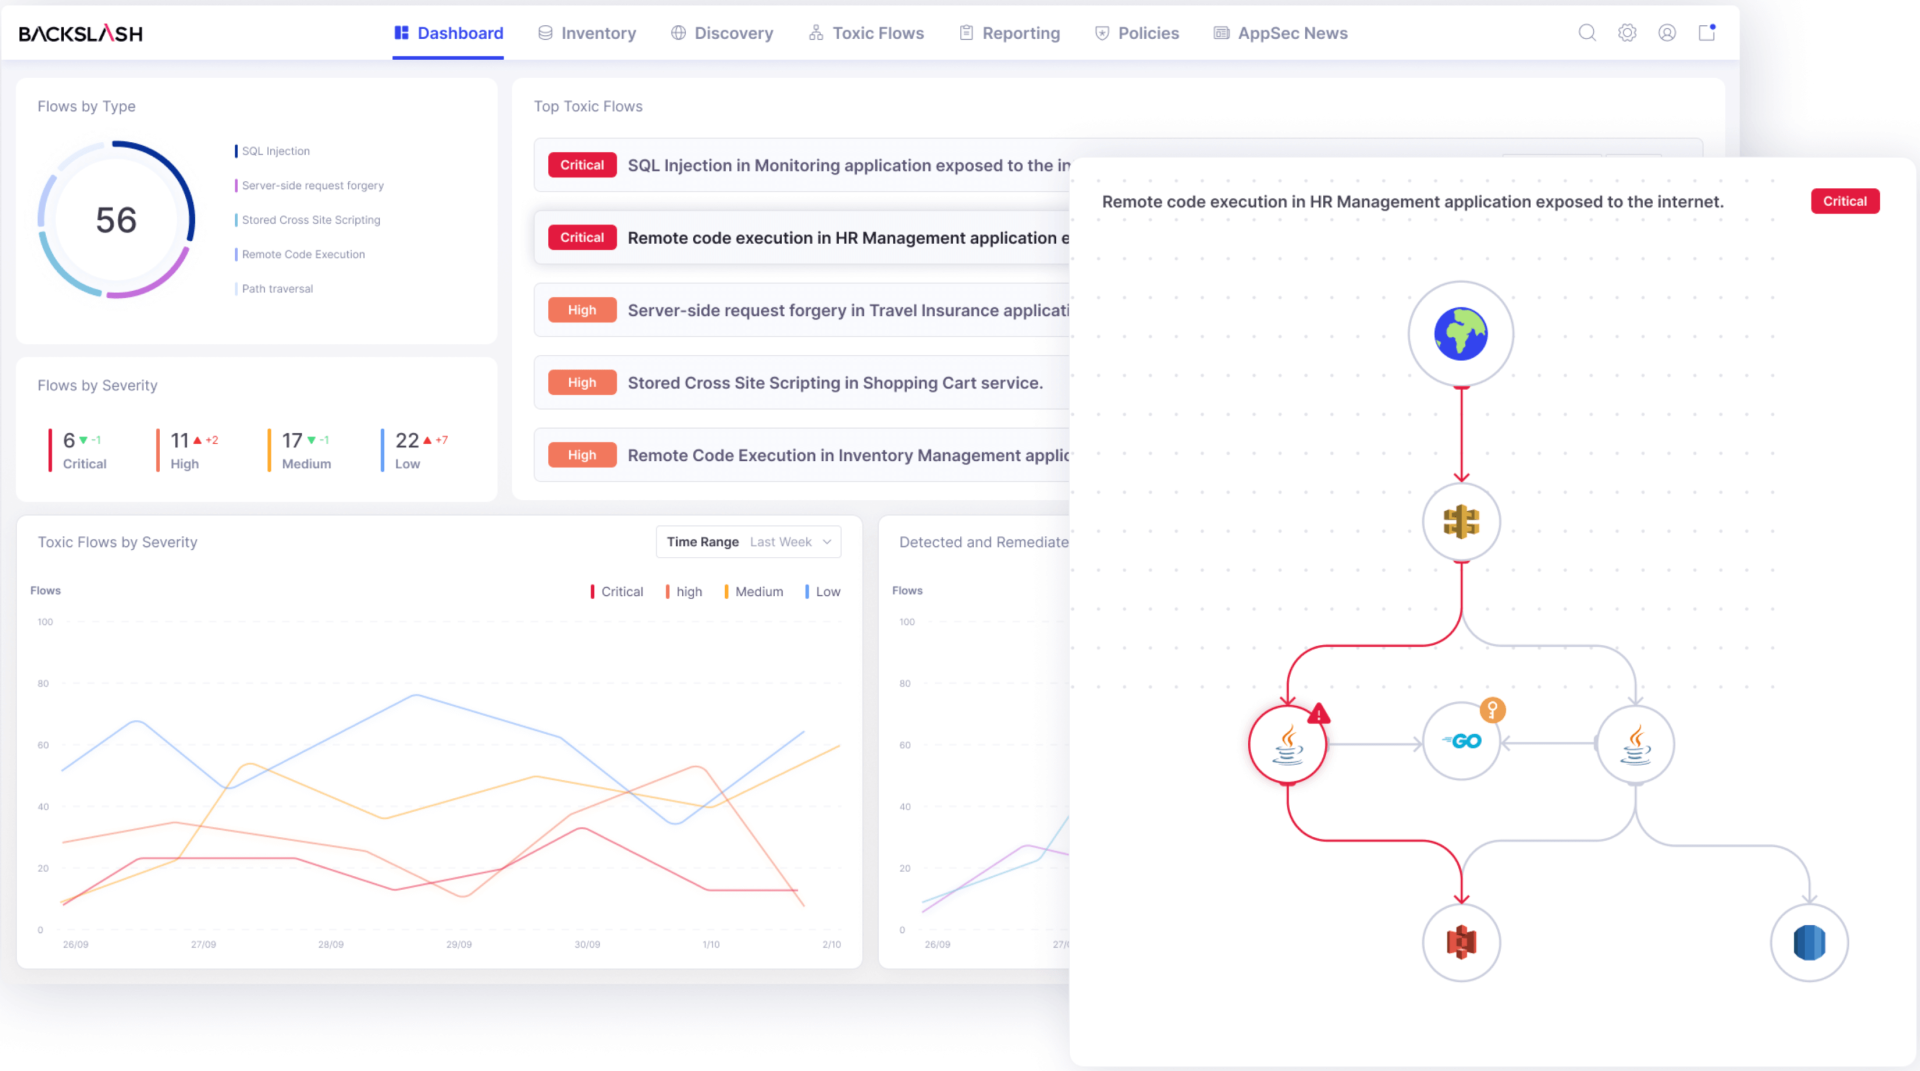 BACKSLASH
Dashboard
Inventory
Discovery
Toxic Flows
Reporting
Policies
AppSec News
Flows by Type
56
SQL Injection
Server-side request forgery
Stored Cross Site Scripting
Remote Code Execution
Path traversal
Flows by Severity
6 -1
Critical
11 +2
High
17 -1
Medium
22 +7
Low
Top Toxic Flows
Critical SQL Injection in Monitoring application exposed to the in
Critical Remote code execution in HR Management application e
High Server-side request forgery in Travel Insurance applicati
High Stored Cross Site Scripting in Shopping Cart service.
High Remote Code Execution in Inventory Management applic
Toxic Flows by Severity
Time Range Last Week
Flows
Critical high Medium Low
100
80
60
40
20
0
26/09 27/09 28/09 29/09 30/09 1/10 2/10
Detected and Remediate
Flows
100
80
60
40
20
0
26/09 27/0
Remote code execution in HR Management application exposed to the internet.
Critical
GO